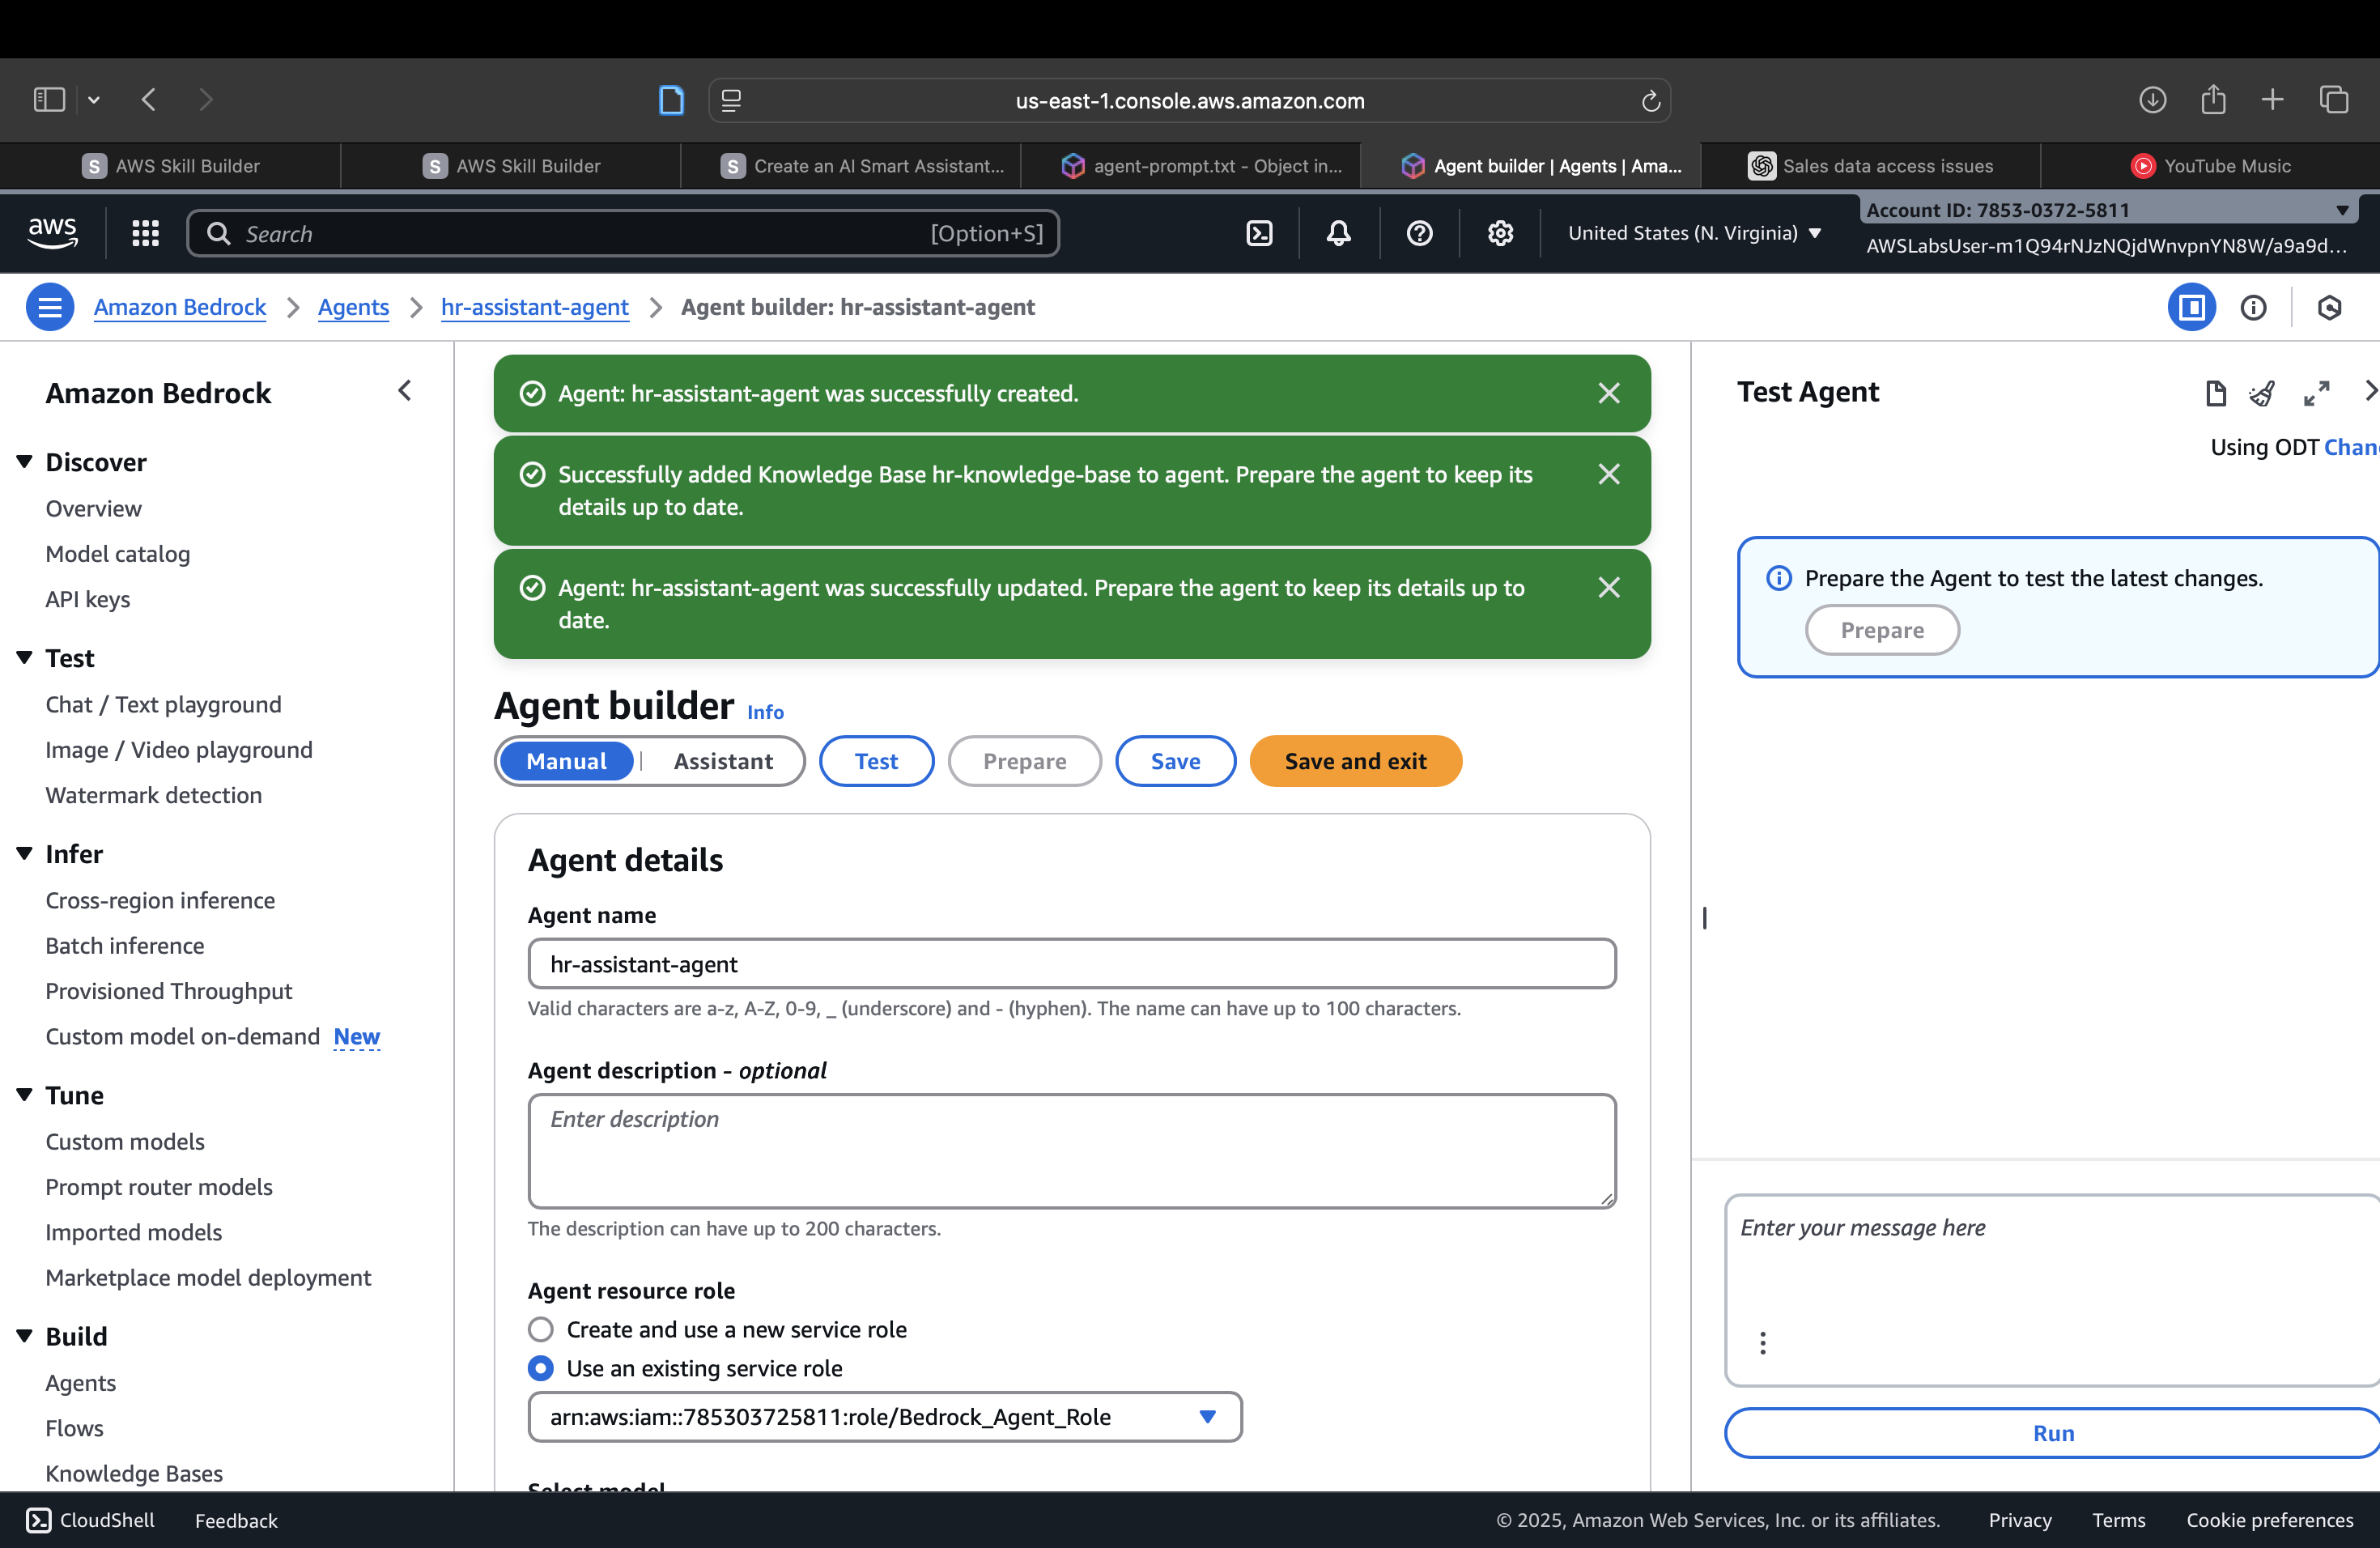 us-east-1.console.aws.amazon.com
S AWS Skill Builder
S AWS Skill Builder
S Create an AI Smart Assistant...
agent-prompt.txt - Object in...
Agent builder | Agents | Ama...
Sales data access issues
YouTube Music
aws
Search
[Option+S]
United States (N. Virginia)
Account ID: 7853-0372-5811
AWSLabsUser-m1Q94rNJzNQjdWnvpnYN8W/a9a9d...
Amazon Bedrock
Agents
hr-assistant-agent
Agent builder: hr-assistant-agent
Amazon Bedrock
Discover
Overview
Model catalog
API keys
Test
Chat / Text playground
Image / Video playground
Watermark detection
Infer
Cross-region inference
Batch inference
Provisioned Throughput
Custom model on-demand New
Tune
Custom models
Prompt router models
Imported models
Marketplace model deployment
Build
Agents
Flows
Knowledge Bases
Agent: hr-assistant-agent was successfully created.
Successfully added Knowledge Base hr-knowledge-base to agent. Prepare the agent to keep its
details up to date.
Agent: hr-assistant-agent was successfully updated. Prepare the agent to keep its details up to
date.
Agent builder Info
Manual
Assistant
Test
Prepare
Save
Save and exit
Agent details
Agent name
hr-assistant-agent
Valid characters are a-z, A-Z, 0-9, _ (underscore) and - (hyphen). The name can have up to 100 characters.
Agent description - optional
Enter description
The description can have up to 200 characters.
Agent resource role
Create and use a new service role
Use an existing service role
arn:aws:iam::785303725811:role/Bedrock_Agent_Role
Select model
Test Agent
Using ODT Chan
Prepare the Agent to test the latest changes.
Prepare
Enter your message here
Run
CloudShell
Feedback
© 2025, Amazon Web Services, Inc. or its affiliates.
Privacy
Terms
Cookie preferences